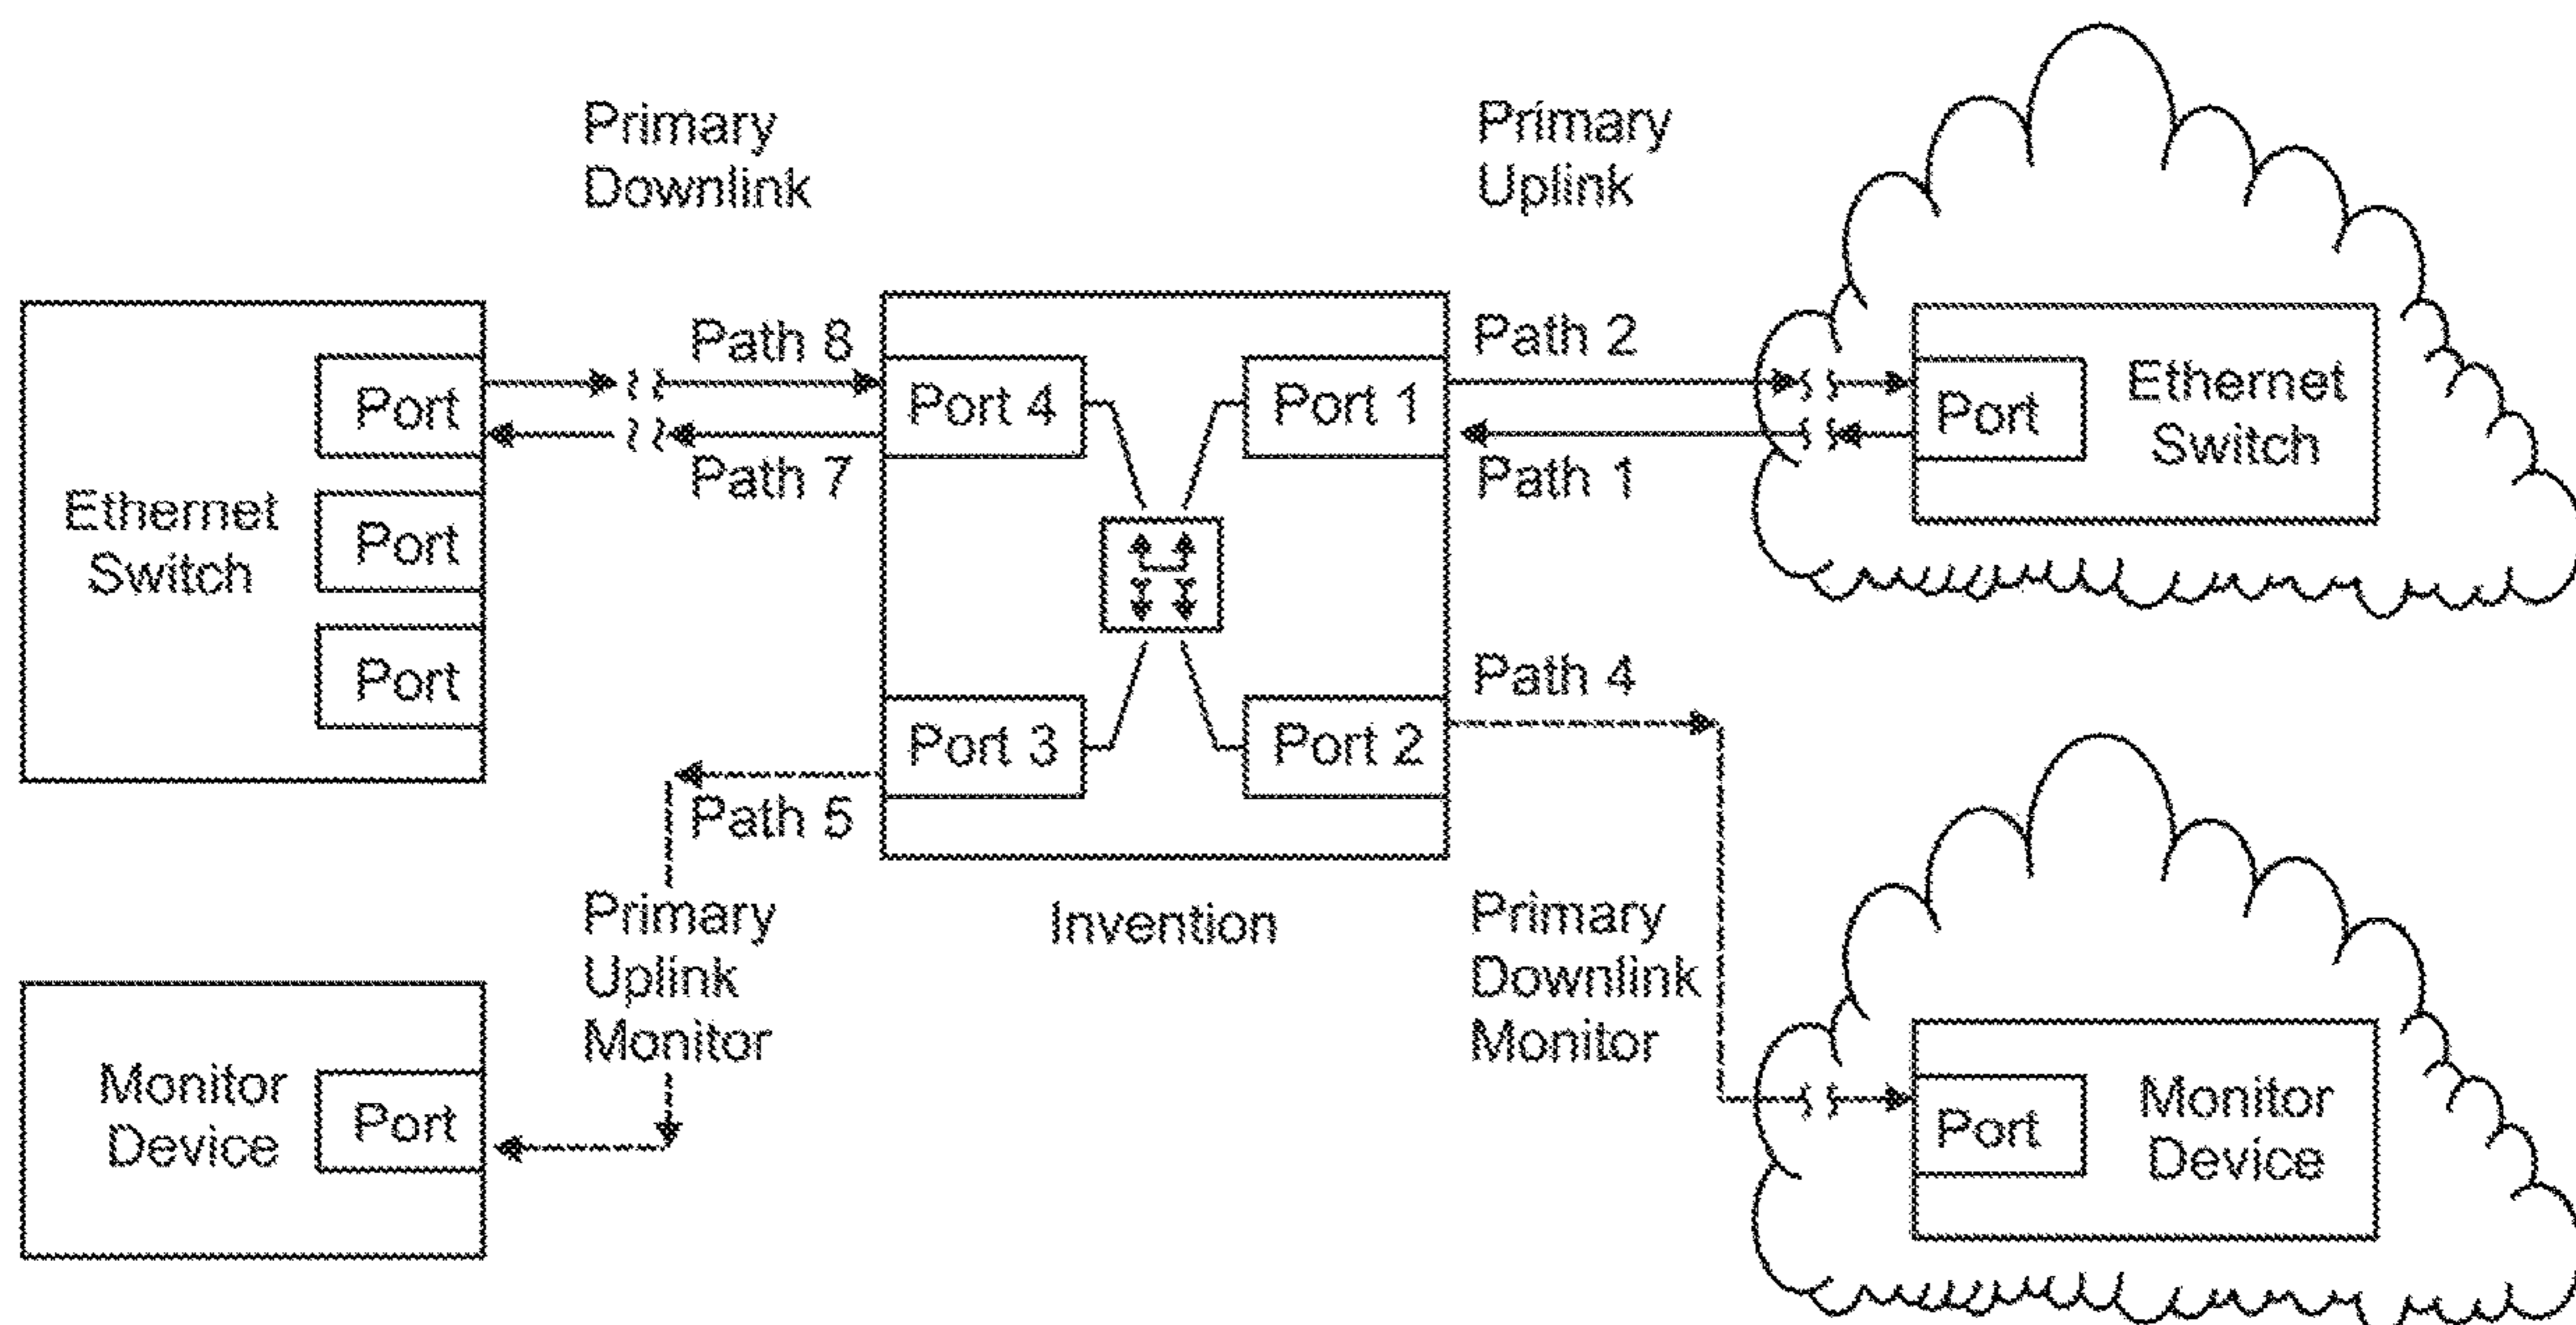 Primary
Downlink
Primary
Uplink
Path 8
Path 2
Port
Port 4
Port 1
Port
Ethernet
Switch
Path 7
Path 1
Ethernet
Switch
Port
Port
Path 4
Port 3
Port 2
Path 5
Primary
Uplink
Monitor
Invention
Primary
Downlink
Monitor
Monitor
Device
Port
Port
Monitor
Device